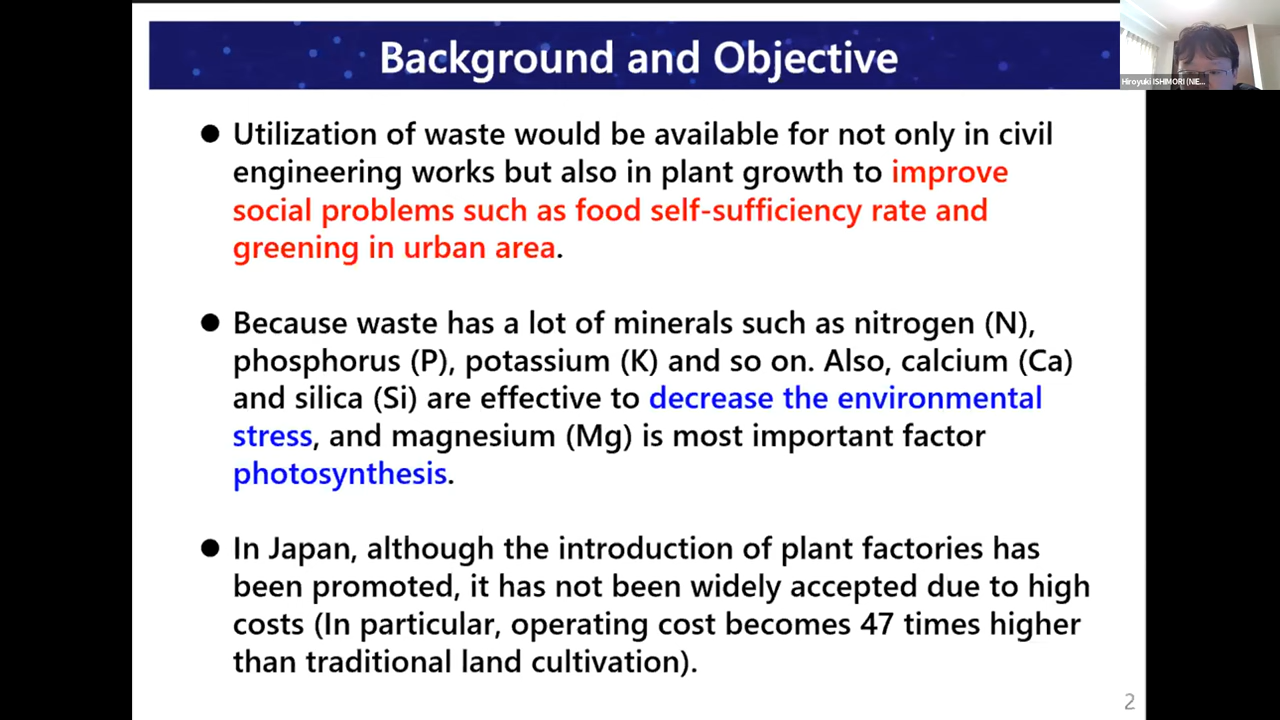 Background and Objective
Hiroyuki ISHIMORI (NIE...
● Utilization of waste would be available for not only in civil
engineering works but also in plant growth to improve
social problems such as food self-sufficiency rate and
greening in urban area.
● Because waste has a lot of minerals such as nitrogen (N),
phosphorus (P), potassium (K) and so on. Also, calcium (Ca)
and silica (Si) are effective to decrease the environmental
stress, and magnesium (Mg) is most important factor
photosynthesis.
● In Japan, although the introduction of plant factories has
been promoted, it has not been widely accepted due to high
costs (In particular, operating cost becomes 47 times higher
than traditional land cultivation).
2